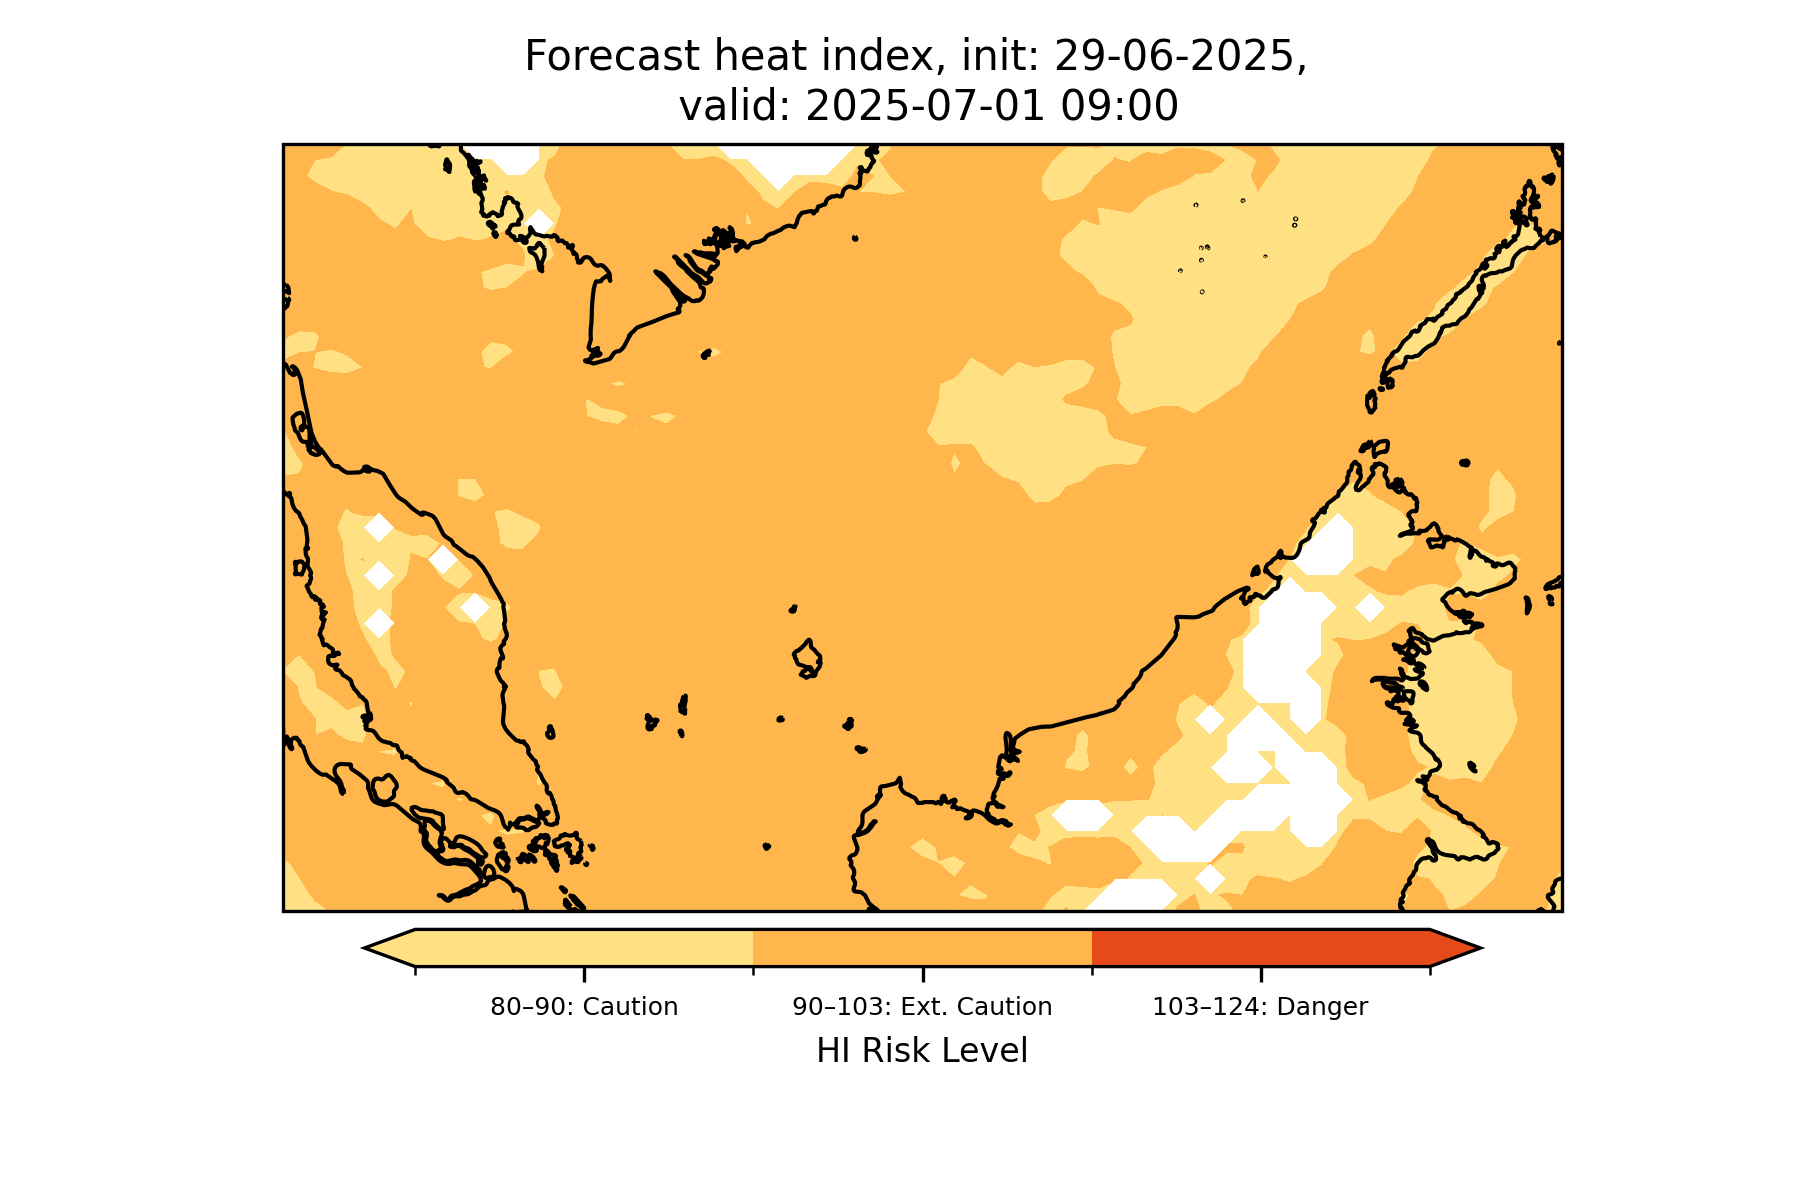 Forecast heat index, init: 29-06-2025,
valid: 2025-07-01 09:00
80–90: Caution
90–103: Ext. Caution
103–124: Danger
HI Risk Level